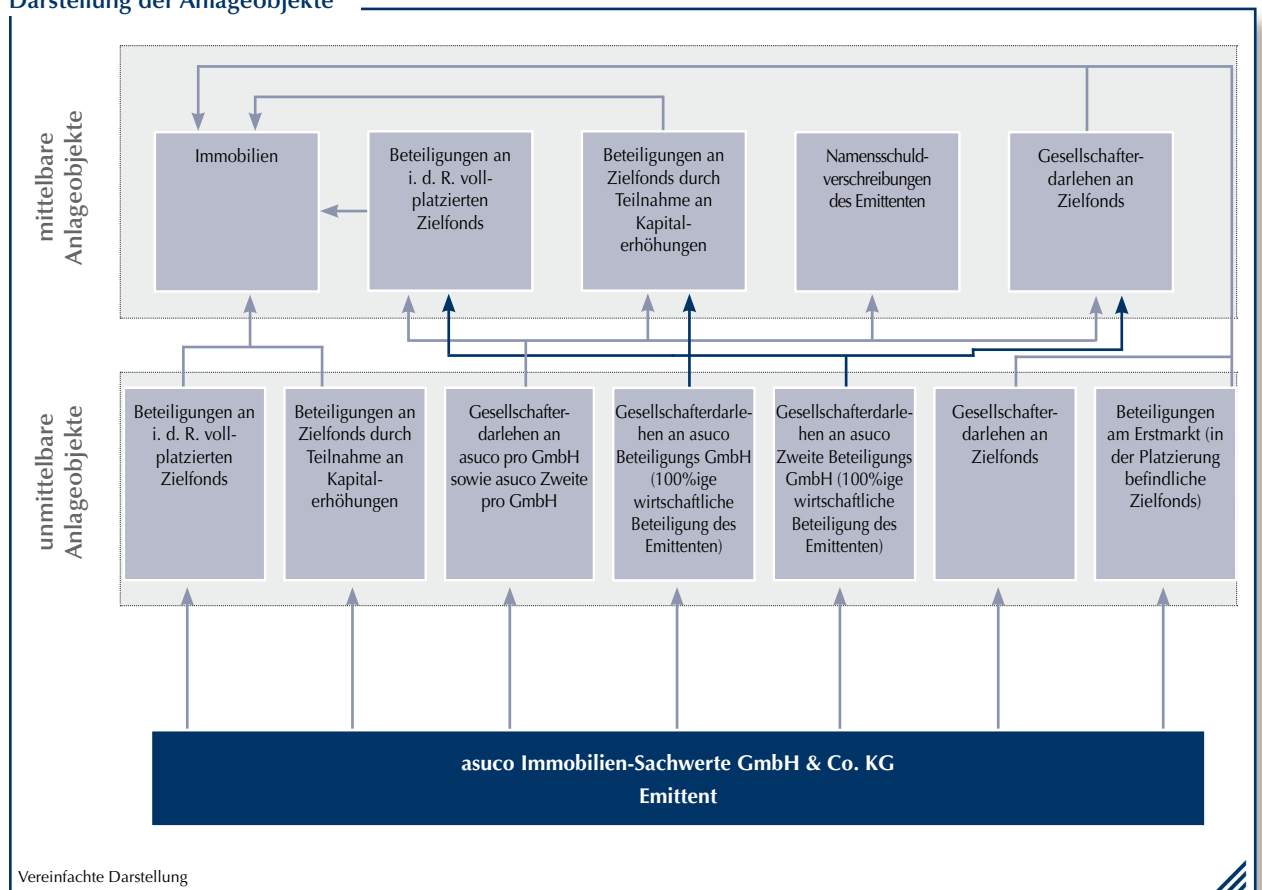 Darstellung der Anlageobjekte
mittelbare
Anlageobjekte
Immobilien
Beteiligungen an
i. d. R. voll-
platzierten
Zielfonds
Beteiligungen an
Zielfonds durch
Teilnahme an
Kapital-
erhöhungen
Namensschuld-
verschreibungen
des Emittenten
Gesellschafter-
darlehen an
Zielfonds
unmittelbare
Anlageobjekte
Beteiligungen an
i. d. R. voll-
platzierten
Zielfonds
Beteiligungen an
Zielfonds durch
Teilnahme an
Kapital-
erhöhungen
Gesellschafter-
darlehen an
asuco pro GmbH
sowie asuco Zweite
pro GmbH
Gesellschafterdarle-
hen an asuco
Beteiligungs GmbH
(100%ige
wirtschaftliche
Beteiligung des
Emittenten)
Gesellschafterdarle-
hen an asuco
Zweite Beteiligungs
GmbH (100%ige
wirtschaftliche
Beteiligung des
Emittenten)
Gesellschafter-
darlehen an
Zielfonds
Beteiligungen
am Erstmarkt (in
der Platzierung
befindliche
Zielfonds)
asuco Immobilien-Sachwerte GmbH & Co. KG
Emittent
Vereinfachte Darstellung